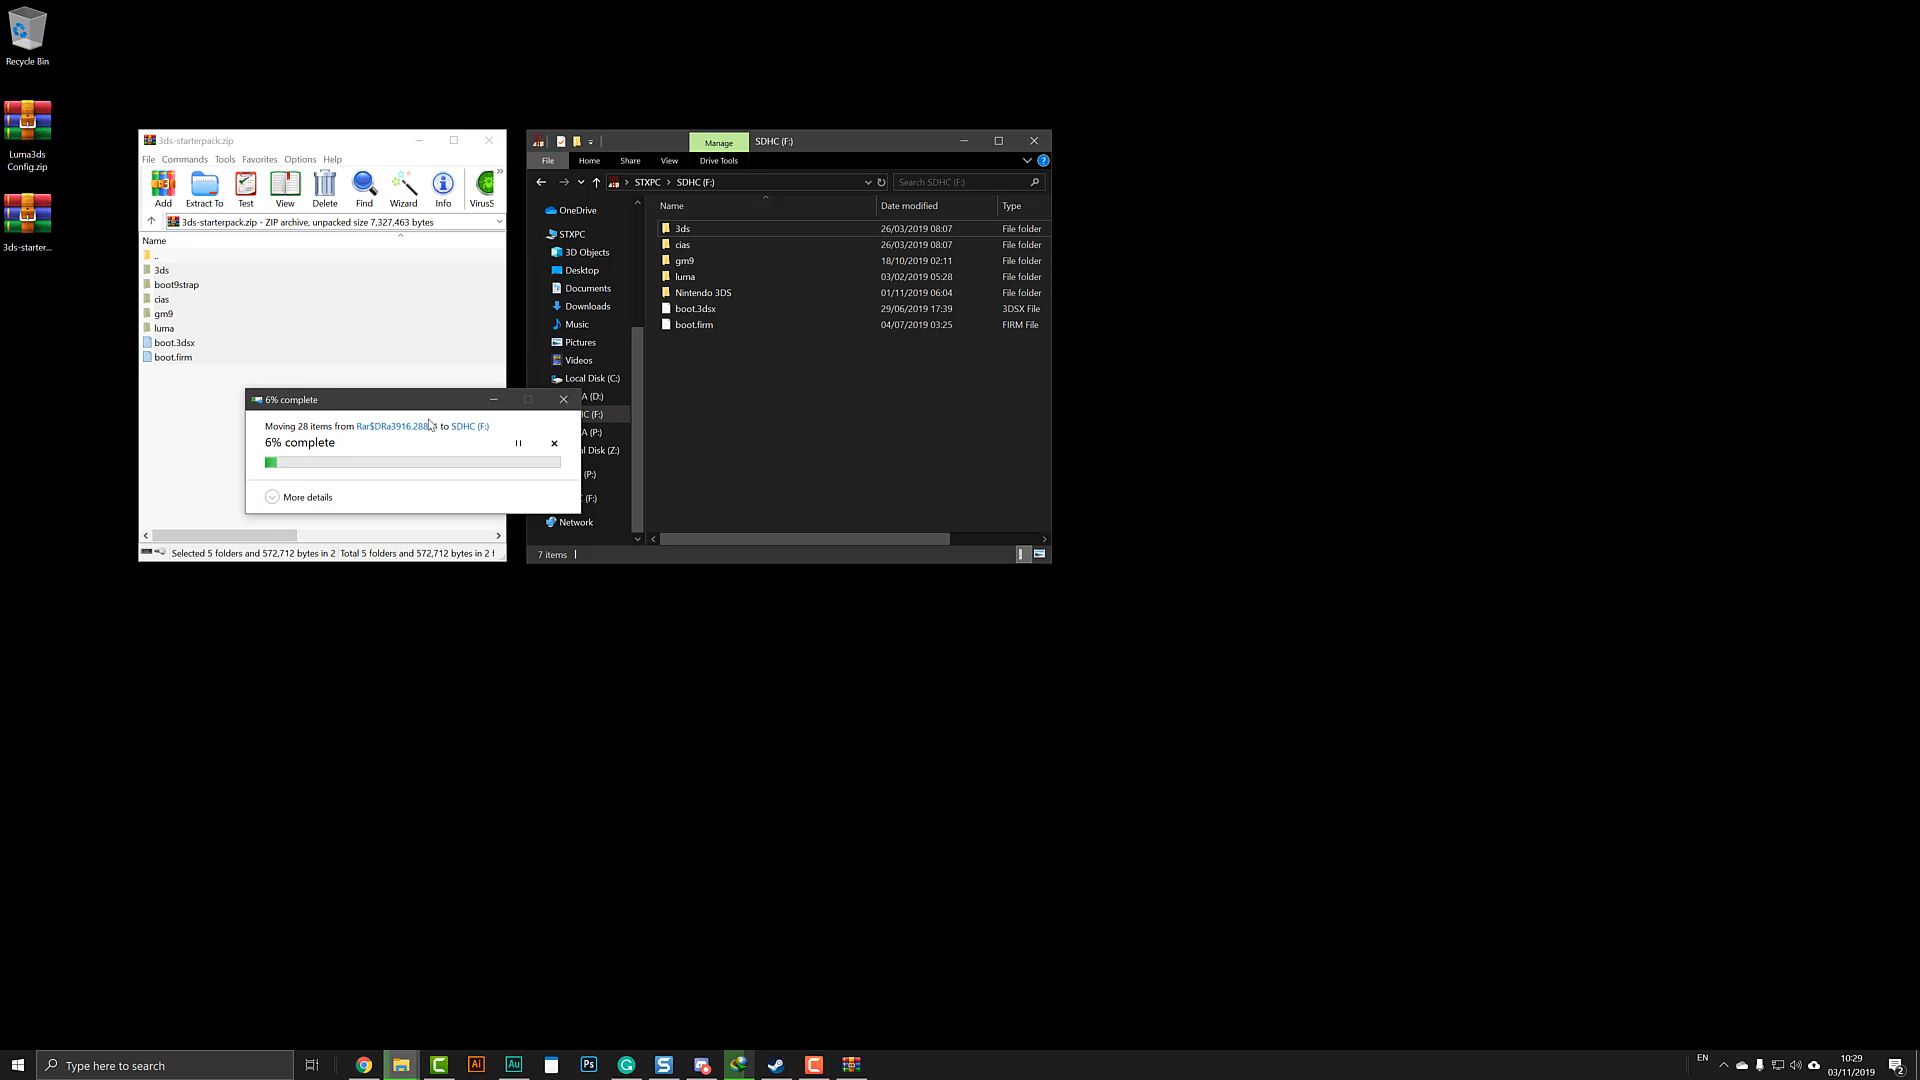 Recycle Bin
Luma3ds
Config.zip
3ds-starter...
3ds-starterpack.zip
File Commands Tools Favorites Options Help
Add Extract To Test View Delete Find Wizard Info VirusS
3ds-starterpack.zip - ZIP archive, unpacked size 7,327,463 bytes
Name
..
3ds
boot9strap
cias
gm9
luma
boot.3dsx
boot.firm
Selected 5 folders and 572,712 bytes in 2 Total 5 folders and 572,712 bytes in 2 f
6% complete
Moving 28 items from Rar$DRa3916.288 to SDHC (F:)
6% complete
More details
Manage SDHC (F:)
File Home Share View Drive Tools
STXPC > SDHC (F:) Search SDHC (F:)
OneDrive
STXPC
3D Objects
Desktop
Documents
Downloads
Music
Pictures
Videos
Local Disk (C:)
A (D:)
C (F:)
A (P:)
al Disk (Z:)
(P:)
(F:)
Network
Name Date modified Type
3ds 26/03/2019 08:07 File folder
cias 26/03/2019 08:07 File folder
gm9 18/10/2019 02:11 File folder
luma 03/02/2019 05:28 File folder
Nintendo 3DS 01/11/2019 06:04 File folder
boot.3dsx 29/06/2019 17:39 3DSX File
boot.firm 04/07/2019 03:25 FIRM File
7 items
Type here to search
Ai Au Ps
EN
10:29
03/11/2019
2